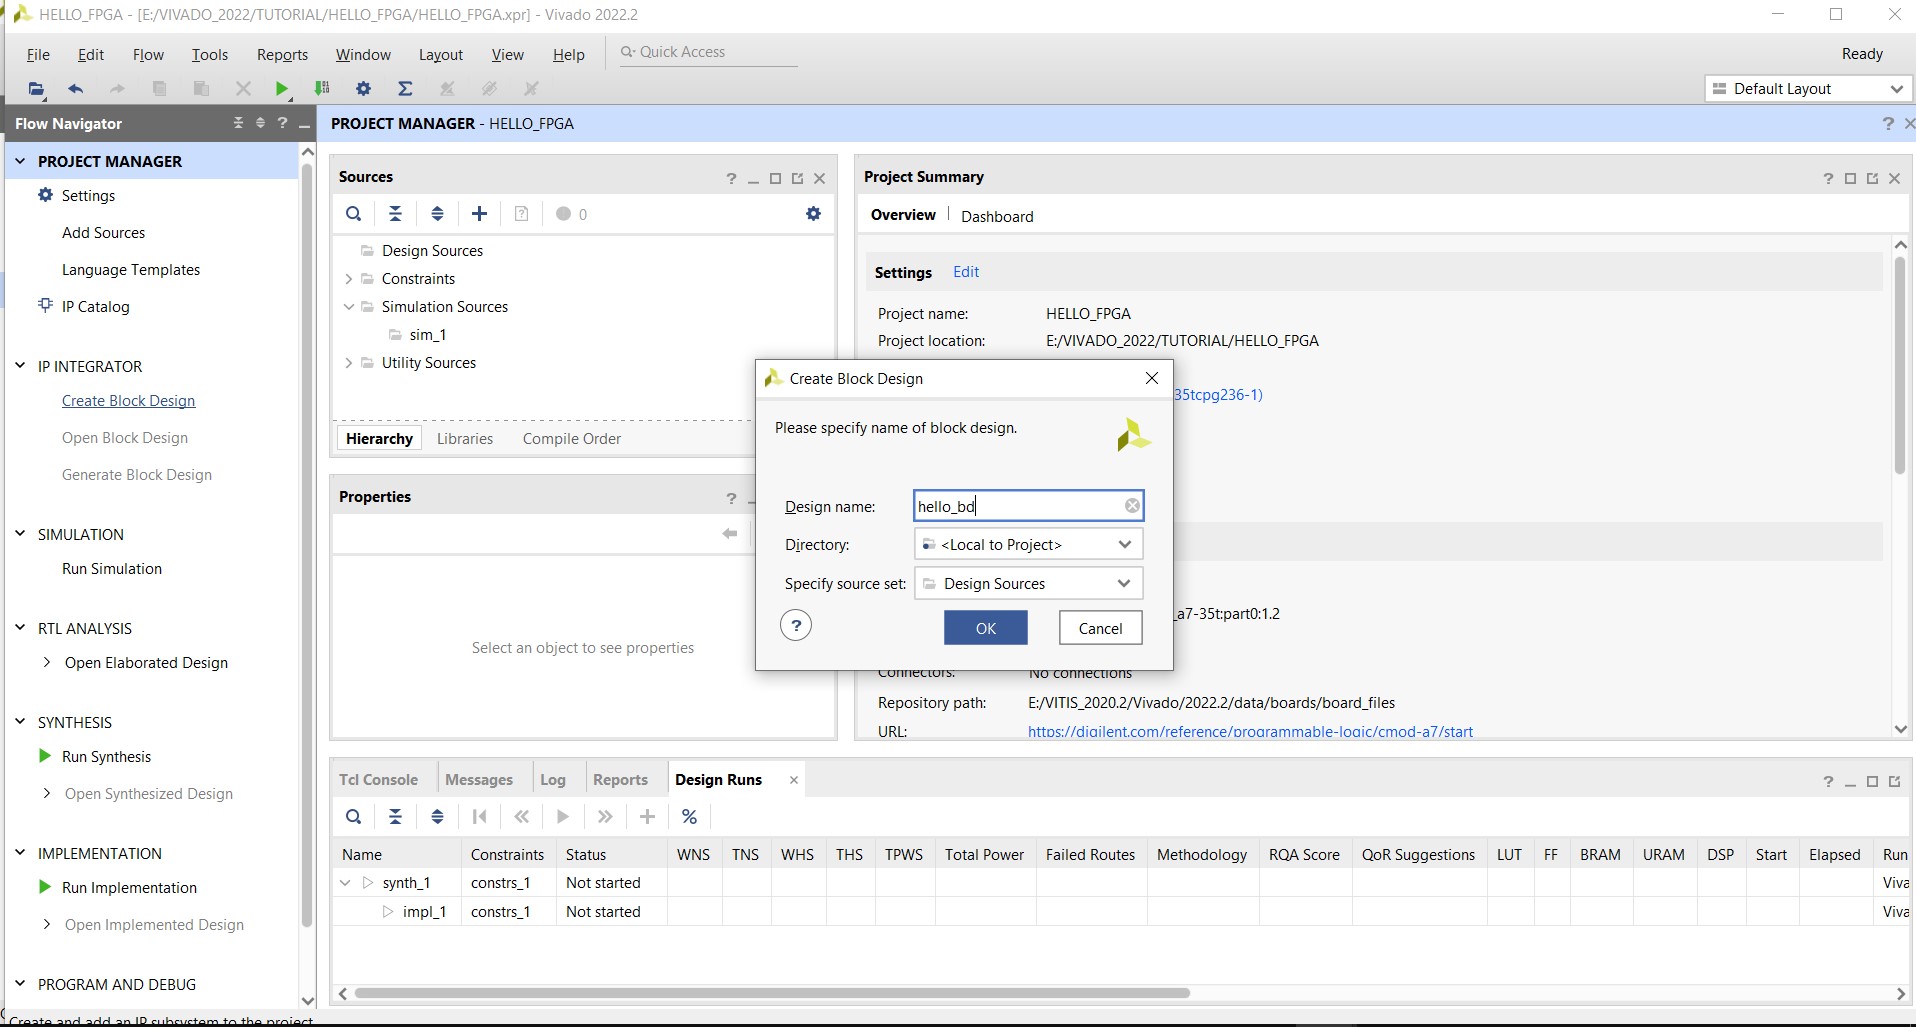 HELLO_FPGA - [E:/VIVADO_2022/TUTORIAL/HELLO_FPGA/HELLO_FPGA.xpr] - Vivado 2022.2
File Edit Flow Tools Reports Window Layout View Help Quick Access Ready
Default Layout
Flow Navigator
PROJECT MANAGER
Settings
Add Sources
Language Templates
IP Catalog
IP INTEGRATOR
Create Block Design
Open Block Design
Generate Block Design
SIMULATION
Run Simulation
RTL ANALYSIS
Open Elaborated Design
SYNTHESIS
Run Synthesis
Open Synthesized Design
IMPLEMENTATION
Run Implementation
Open Implemented Design
PROGRAM AND DEBUG
Create and add an IP subsystem to the project
PROJECT MANAGER - HELLO_FPGA
Sources
0
Design Sources
Constraints
Simulation Sources
sim_1
Utility Sources
Hierarchy Libraries Compile Order
Properties
Select an object to see properties
Project Summary
Overview Dashboard
Settings Edit
Project name: HELLO_FPGA
Project location: E:/VIVADO_2022/TUTORIAL/HELLO_FPGA
35tcpg236-1)
_a7-35t:part0:1.2
Connectors: No connections
Repository path: E:/VITIS_2020.2/Vivado/2022.2/data/boards/board_files
URL: https://digilent.com/reference/programmable-logic/cmod-a7/start
Create Block Design
Please specify name of block design.
Design name: hello_bd
Directory: <Local to Project>
Specify source set: Design Sources
? OK Cancel
Tcl Console Messages Log Reports Design Runs
%
Name Constraints Status WNS TNS WHS THS TPWS Total Power Failed Routes Methodology RQA Score QoR Suggestions LUT FF BRAM URAM DSP Start Elapsed Run
synth_1 constrs_1 Not started Viva
impl_1 constrs_1 Not started Viva